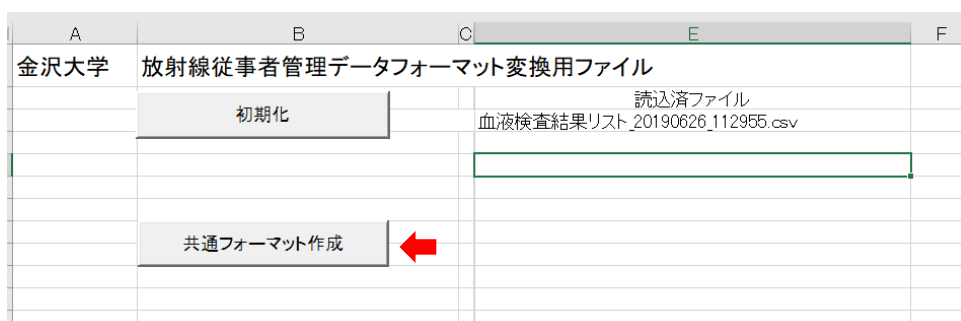 A B C E F
金沢大学 放射線従事者管理データフォーマット変換用ファイル
初期化
読込済ファイル
血液検査結果リスト_20190626_112955.csv
共通フォーマット作成